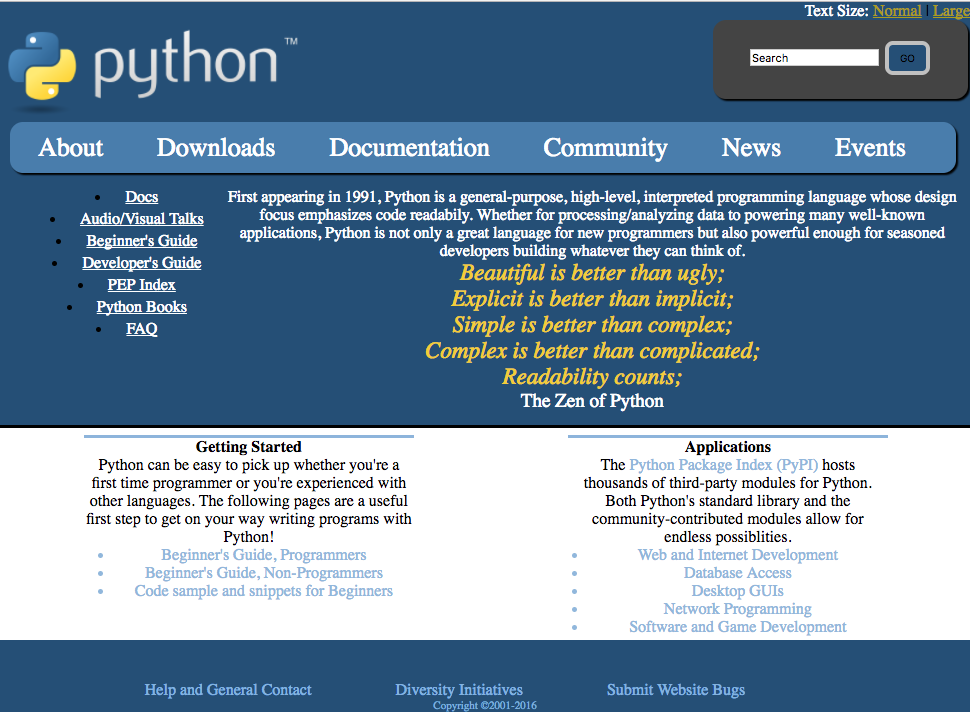 Text Size: Normal | Large
python™
Search GO
About Downloads Documentation Community News Events
Docs
Audio/Visual Talks
Beginner's Guide
Developer's Guide
PEP Index
Python Books
FAQ
First appearing in 1991, Python is a general-purpose, high-level, interpreted programming language whose design
focus emphasizes code readabily. Whether for processing/analyzing data to powering many well-known
applications, Python is not only a great language for new programmers but also powerful enough for seasoned
developers building whatever they can think of.
Beautiful is better than ugly;
Explicit is better than implicit;
Simple is better than complex;
Complex is better than complicated;
Readability counts;
The Zen of Python
Getting Started
Python can be easy to pick up whether you're a
first time programmer or you're experienced with
other languages. The following pages are a useful
first step to get on your way writing programs with
Python!
Beginner's Guide, Programmers
Beginner's Guide, Non-Programmers
Code sample and snippets for Beginners
Applications
The Python Package Index (PyPI) hosts
thousands of third-party modules for Python.
Both Python's standard library and the
community-contributed modules allow for
endless possiblities.
Web and Internet Development
Database Access
Desktop GUIs
Network Programming
Software and Game Development
Help and General Contact Diversity Initiatives Submit Website Bugs
Copyright ©2001-2016